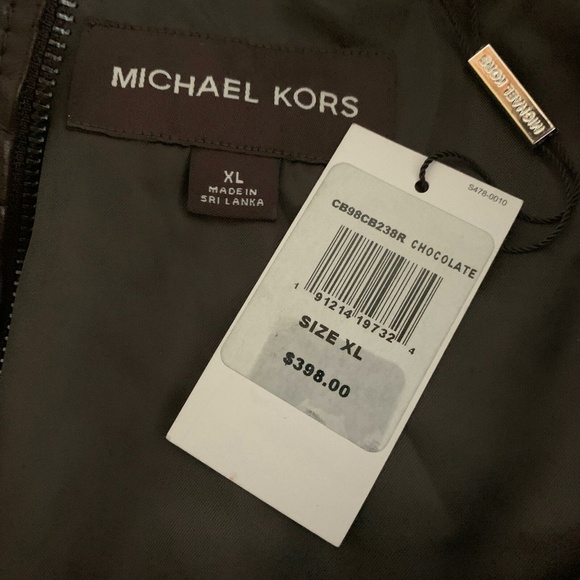 MICHAEL KORS
XL
MADE IN
SRI LANKA
MICHAEL KORS
S478-0010
CB98CB238R CHOCOLATE
1 91214 19732 4
SIZE XL
$398.00